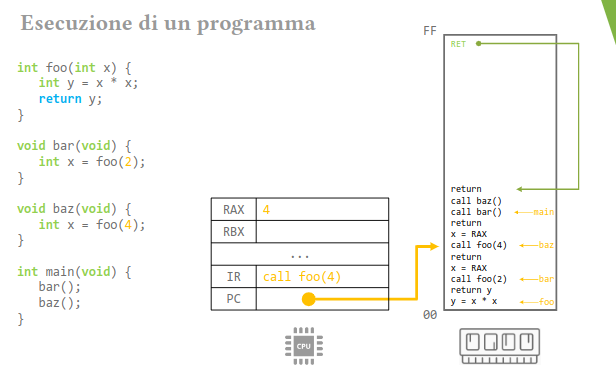 Esecuzione di un programma
int foo(int x) {
int y = x * x;
return y;
}
void bar(void) {
int x = foo(2);
}
void baz(void) {
int x = foo(4);
}
int main(void) {
bar();
baz();
}
RAX 4
RBX
...
IR call foo(4)
PC
CPU
FF
RET
return
call baz()
call bar() main
return
x = RAX
call foo(4) baz
return
x = RAX
call foo(2) bar
return y
y = x * x foo
00